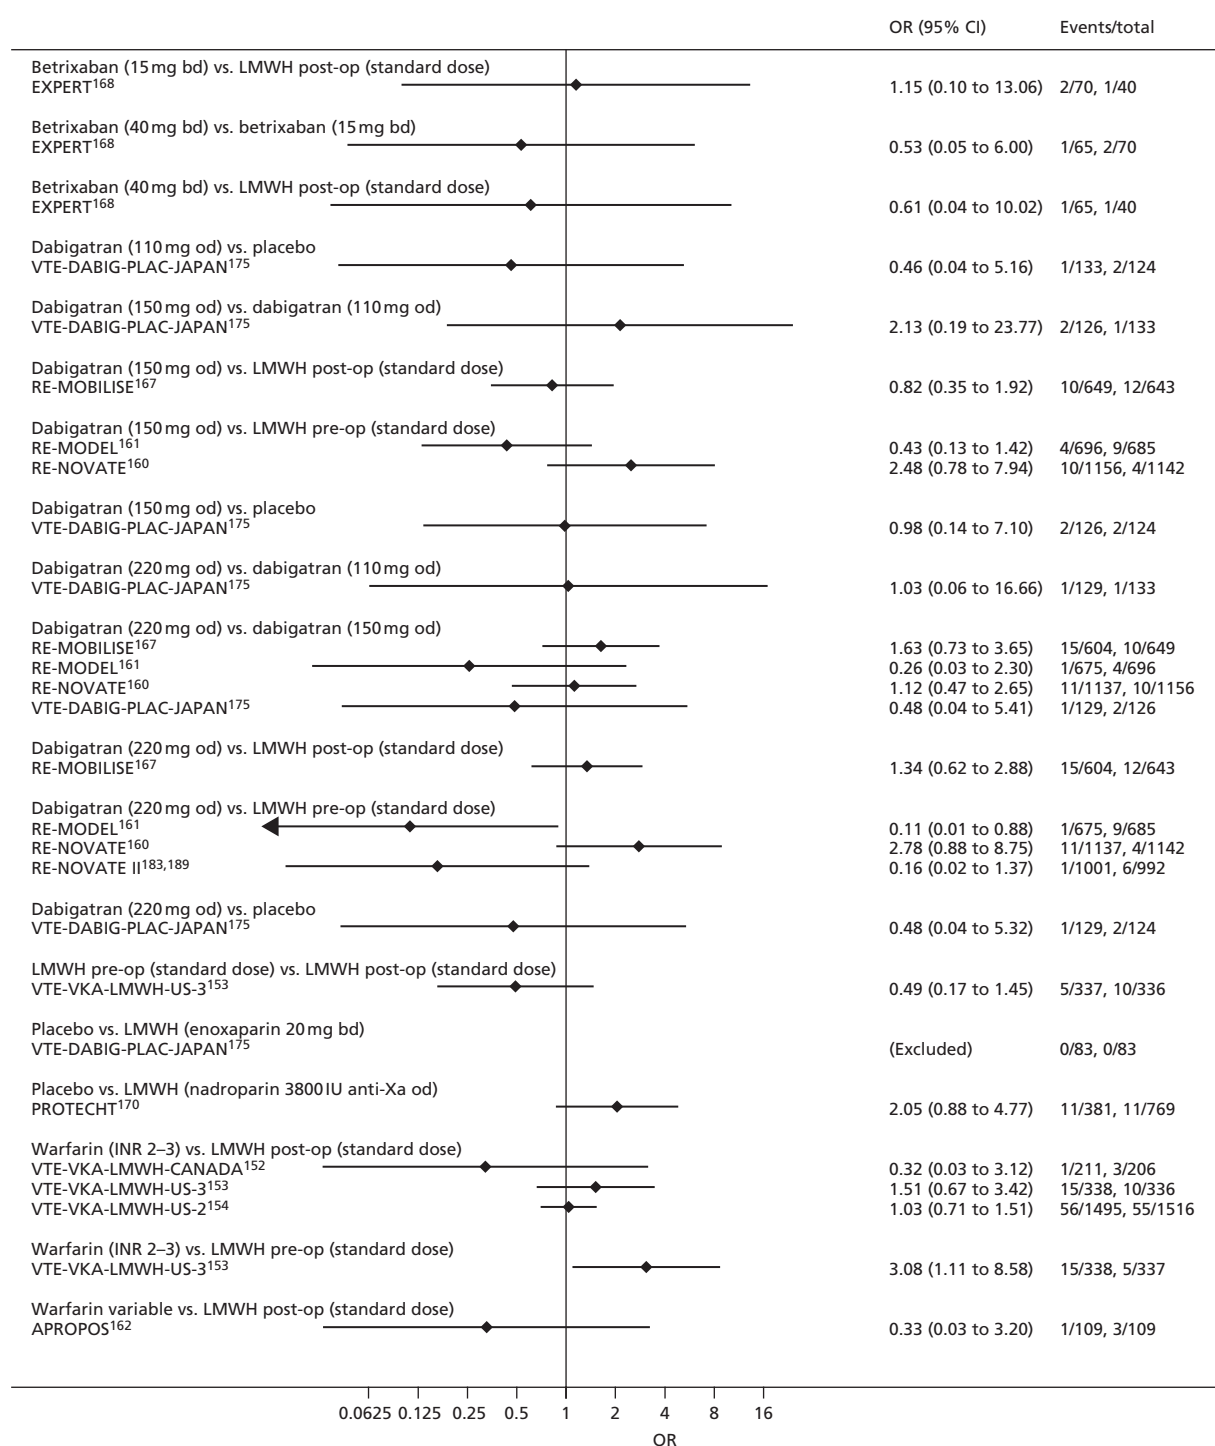 OR (95% CI) Events/total
Betrixaban (15 mg bd) vs. LMWH post-op (standard dose)
EXPERT168 1.15 (0.10 to 13.06) 2/70, 1/40
Betrixaban (40 mg bd) vs. betrixaban (15 mg bd)
EXPERT168 0.53 (0.05 to 6.00) 1/65, 2/70
Betrixaban (40 mg bd) vs. LMWH post-op (standard dose)
EXPERT168 0.61 (0.04 to 10.02) 1/65, 1/40
Dabigatran (110 mg od) vs. placebo
VTE-DABIG-PLAC-JAPAN175 0.46 (0.04 to 5.16) 1/133, 2/124
Dabigatran (150 mg od) vs. dabigatran (110 mg od)
VTE-DABIG-PLAC-JAPAN175 2.13 (0.19 to 23.77) 2/126, 1/133
Dabigatran (150 mg od) vs. LMWH post-op (standard dose)
RE-MOBILISE167 0.82 (0.35 to 1.92) 10/649, 12/643
Dabigatran (150 mg od) vs. LMWH pre-op (standard dose)
RE-MODEL161 0.43 (0.13 to 1.42) 4/696, 9/685
RE-NOVATE160 2.48 (0.78 to 7.94) 10/1156, 4/1142
Dabigatran (150 mg od) vs. placebo
VTE-DABIG-PLAC-JAPAN175 0.98 (0.14 to 7.10) 2/126, 2/124
Dabigatran (220 mg od) vs. dabigatran (110 mg od)
VTE-DABIG-PLAC-JAPAN175 1.03 (0.06 to 16.66) 1/129, 1/133
Dabigatran (220 mg od) vs. dabigatran (150 mg od)
RE-MOBILISE167 1.63 (0.73 to 3.65) 15/604, 10/649
RE-MODEL161 0.26 (0.03 to 2.30) 1/675, 4/696
RE-NOVATE160 1.12 (0.47 to 2.65) 11/1137, 10/1156
VTE-DABIG-PLAC-JAPAN175 0.48 (0.04 to 5.41) 1/129, 2/126
Dabigatran (220 mg od) vs. LMWH post-op (standard dose)
RE-MOBILISE167 1.34 (0.62 to 2.88) 15/604, 12/643
Dabigatran (220 mg od) vs. LMWH pre-op (standard dose)
RE-MODEL161 0.11 (0.01 to 0.88) 1/675, 9/685
RE-NOVATE160 2.78 (0.88 to 8.75) 11/1137, 4/1142
RE-NOVATE II183,189 0.16 (0.02 to 1.37) 1/1001, 6/992
Dabigatran (220 mg od) vs. placebo
VTE-DABIG-PLAC-JAPAN175 0.48 (0.04 to 5.32) 1/129, 2/124
LMWH pre-op (standard dose) vs. LMWH post-op (standard dose)
VTE-VKA-LMWH-US-3153 0.49 (0.17 to 1.45) 5/337, 10/336
Placebo vs. LMWH (enoxaparin 20 mg bd)
VTE-DABIG-PLAC-JAPAN175 (Excluded) 0/83, 0/83
Placebo vs. LMWH (nadroparin 3800 IU anti-Xa od)
PROTECHT170 2.05 (0.88 to 4.77) 11/381, 11/769
Warfarin (INR 2–3) vs. LMWH post-op (standard dose)
VTE-VKA-LMWH-CANADA152 0.32 (0.03 to 3.12) 1/211, 3/206
VTE-VKA-LMWH-US-3153 1.51 (0.67 to 3.42) 15/338, 10/336
VTE-VKA-LMWH-US-2154 1.03 (0.71 to 1.51) 56/1495, 55/1516
Warfarin (INR 2–3) vs. LMWH pre-op (standard dose)
VTE-VKA-LMWH-US-3153 3.08 (1.11 to 8.58) 15/338, 5/337
Warfarin variable vs. LMWH post-op (standard dose)
APROPOS162 0.33 (0.03 to 3.20) 1/109, 3/109
0.0625 0.125 0.25 0.5 1 2 4 8 16
OR